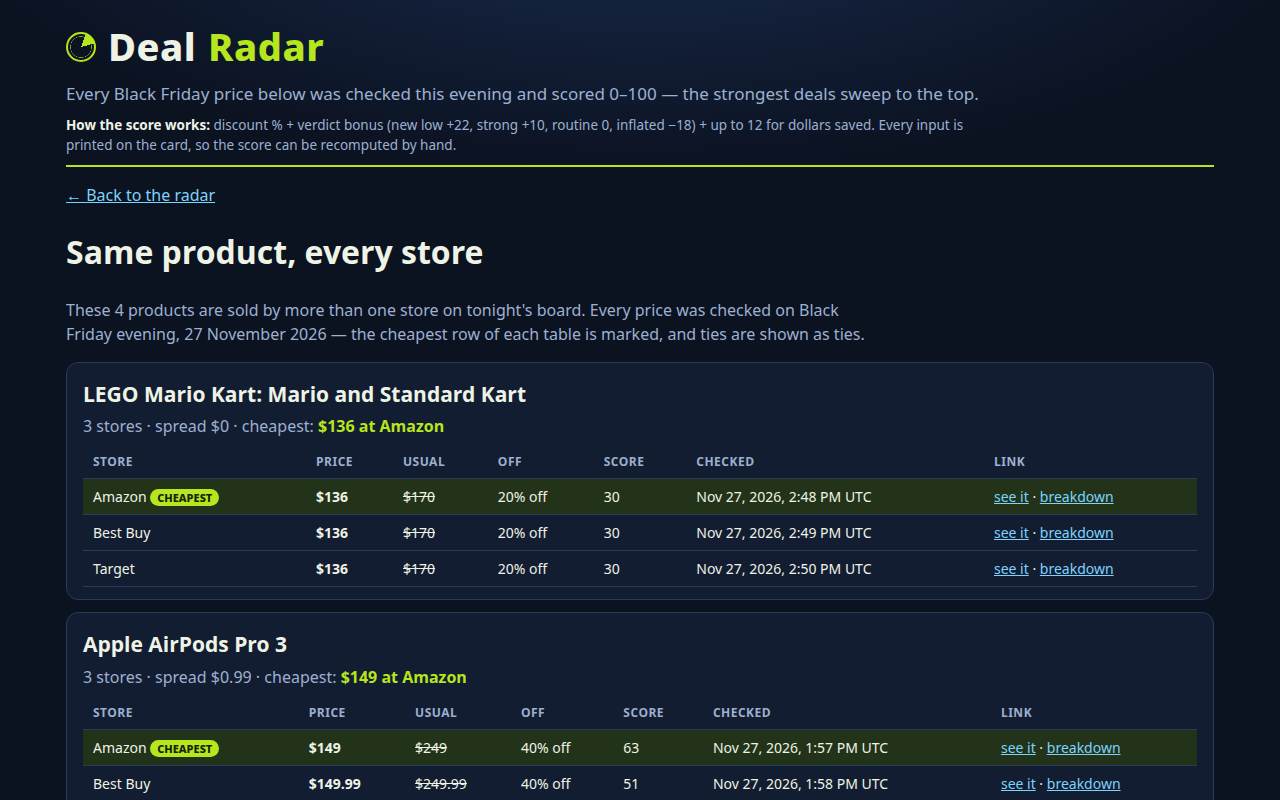 Deal Radar
Every Black Friday price below was checked this evening and scored 0–100 — the strongest deals sweep to the top.
How the score works: discount % + verdict bonus (new low +22, strong +10, routine 0, inflated −18) + up to 12 for dollars saved. Every input is
printed on the card, so the score can be recomputed by hand.
← Back to the radar
Same product, every store
These 4 products are sold by more than one store on tonight's board. Every price was checked on Black
Friday evening, 27 November 2026 — the cheapest row of each table is marked, and ties are shown as ties.
LEGO Mario Kart: Mario and Standard Kart
3 stores · spread $0 · cheapest: $136 at Amazon
STORE PRICE USUAL OFF SCORE CHECKED LINK
Amazon CHEAPEST $136 $170 20% off 30 Nov 27, 2026, 2:48 PM UTC see it · breakdown
Best Buy $136 $170 20% off 30 Nov 27, 2026, 2:49 PM UTC see it · breakdown
Target $136 $170 20% off 30 Nov 27, 2026, 2:50 PM UTC see it · breakdown
Apple AirPods Pro 3
3 stores · spread $0.99 · cheapest: $149 at Amazon
STORE PRICE USUAL OFF SCORE CHECKED LINK
Amazon CHEAPEST $149 $249 40% off 63 Nov 27, 2026, 1:57 PM UTC see it · breakdown
Best Buy $149.99 $249.99 40% off 51 Nov 27, 2026, 1:58 PM UTC see it · breakdown